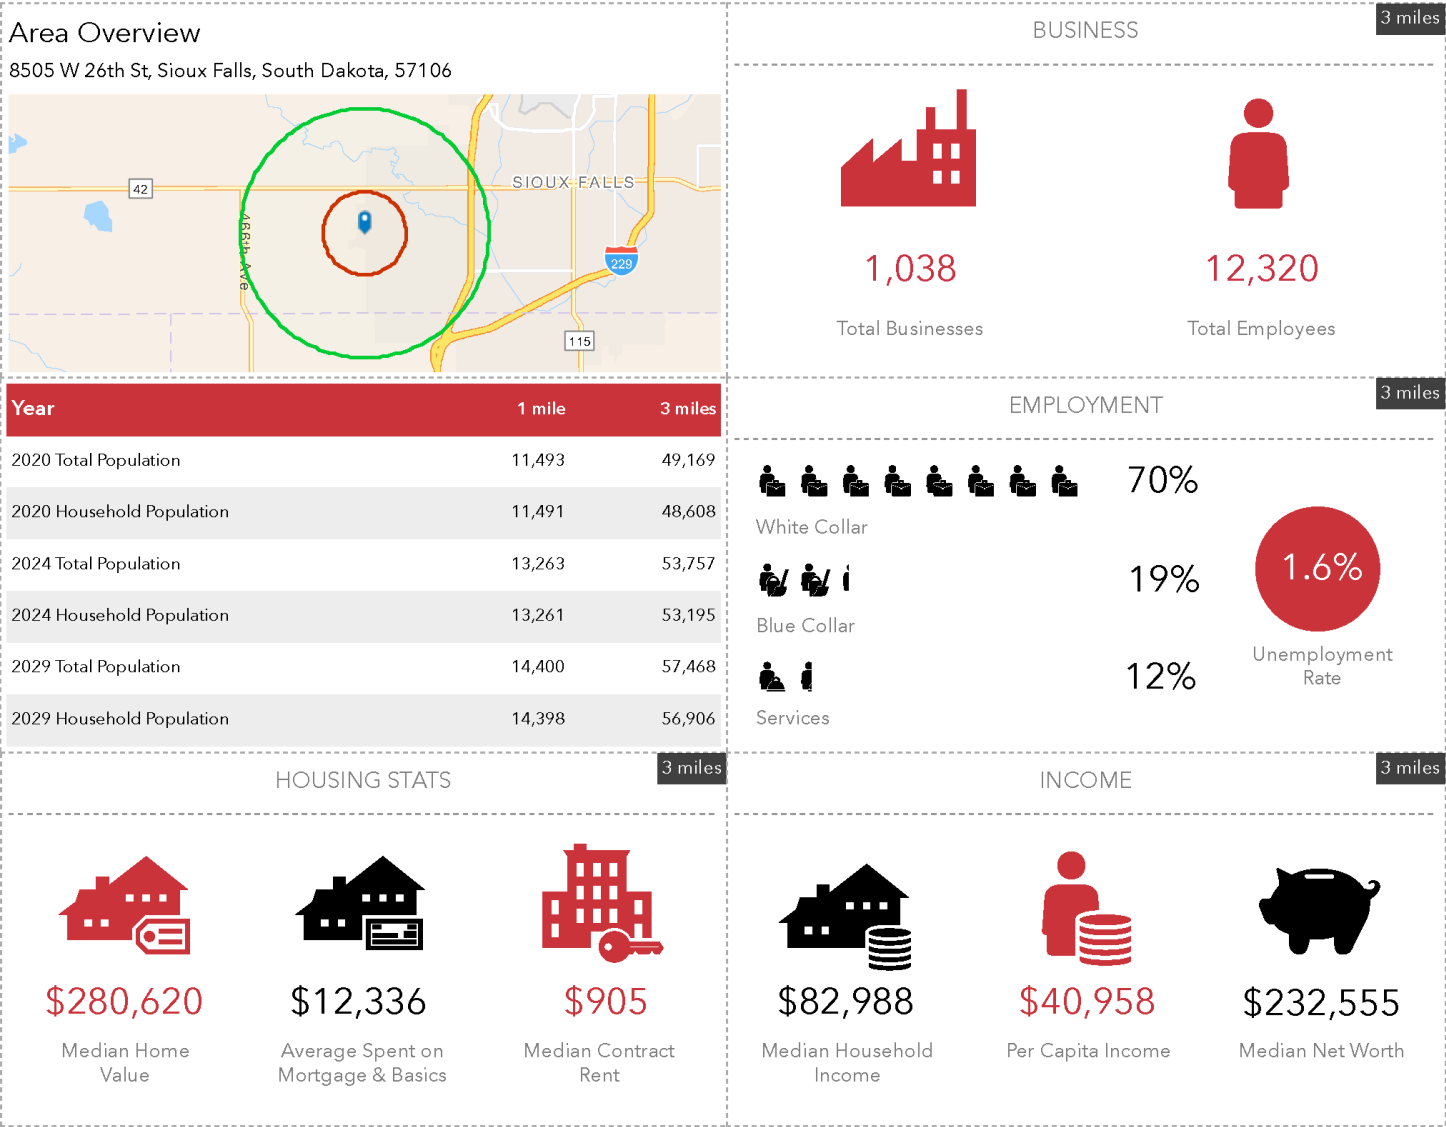 Area Overview
8505 W 26th St, Sioux Falls, South Dakota, 57106
42
SIOUX FALLS
466th Ave
229
115
3 miles
BUSINESS
1,038
12,320
Total Businesses
Total Employees
Year 1 mile 3 miles
2020 Total Population 11,493 49,169
2020 Household Population 11,491 48,608
2024 Total Population 13,263 53,757
2024 Household Population 13,261 53,195
2029 Total Population 14,400 57,468
2029 Household Population 14,398 56,906
3 miles
EMPLOYMENT
70%
White Collar
19%
Blue Collar
12%
Services
1.6%
Unemployment
Rate
3 miles
HOUSING STATS
$280,620
$12,336
$905
Median Home
Value
Average Spent on
Mortgage & Basics
Median Contract
Rent
3 miles
INCOME
$82,988
$40,958
$232,555
Median Household
Income
Per Capita Income
Median Net Worth